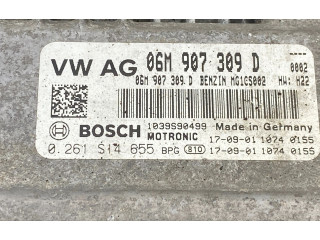 VW AG 06M 907 309 D ----
0002
06M 907 309 D BENZIN MG1CS002 HW: H22
BOSCH 1039S90499 Made in Germany
MOTRONIC 17-09-01 1074 0155
0 261 S14 655 BPG 810 17-09-01 1074 0155